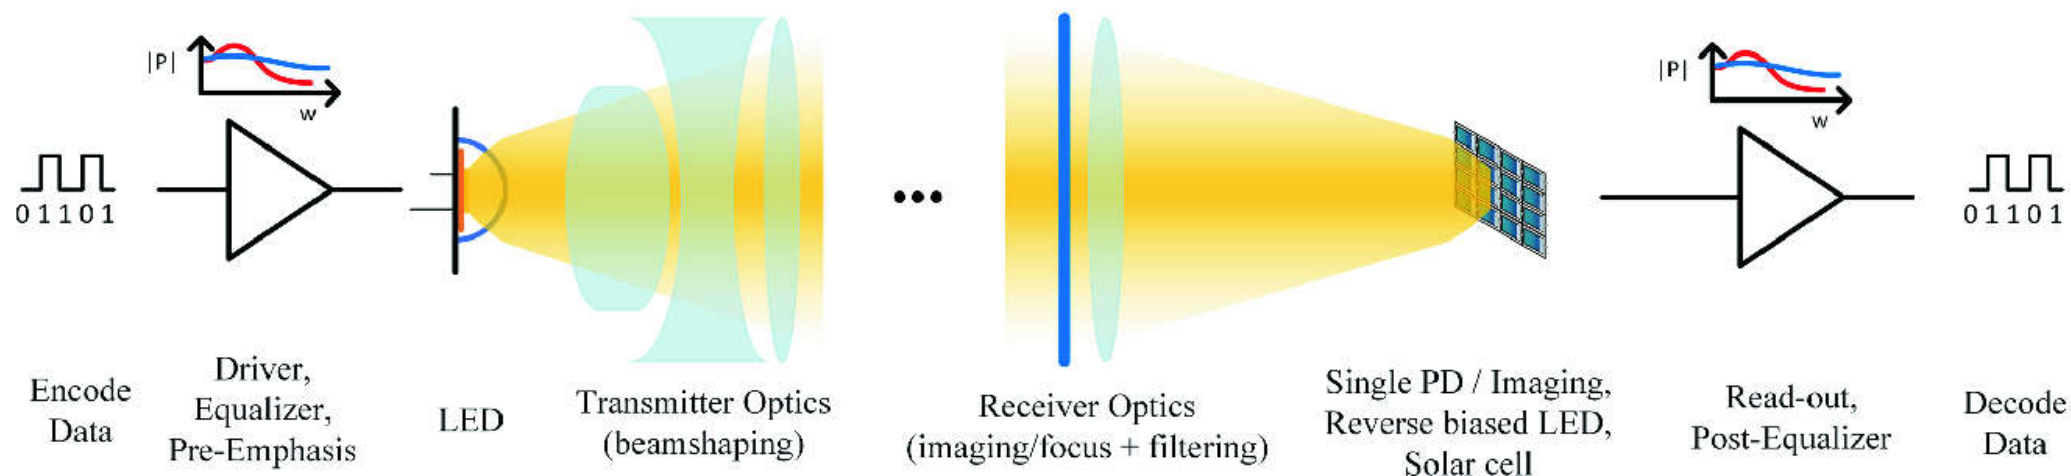 |P|
w
0 1 1 0 1
|P|
w
0 1 1 0 1
Encode
Data
Driver,
Equalizer,
Pre-Emphasis
LED
Transmitter Optics
(beamshaping)
Receiver Optics
(imaging/focus + filtering)
Single PD / Imaging,
Reverse biased LED,
Solar cell
Read-out,
Post-Equalizer
Decode
Data